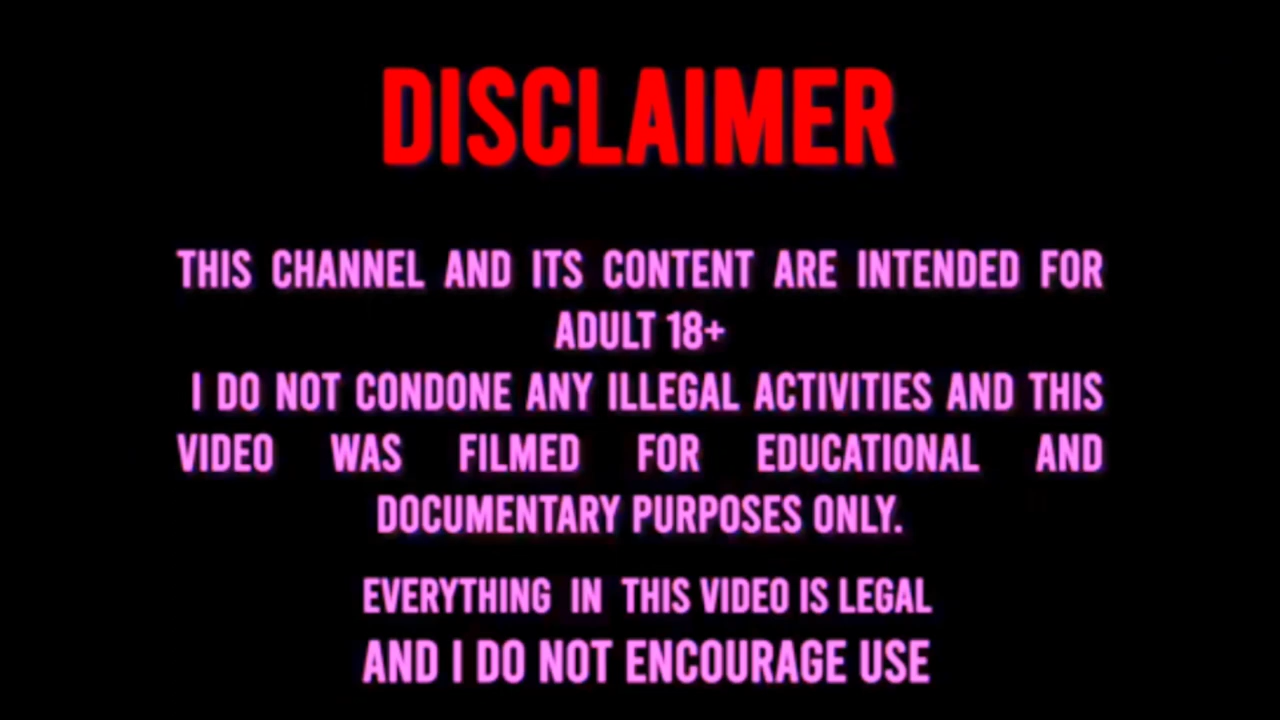 DISCLAIMER
THIS CHANNEL AND ITS CONTENT ARE INTENDED FOR
ADULT 18+
I DO NOT CONDONE ANY ILLEGAL ACTIVITIES AND THIS
VIDEO WAS FILMED FOR EDUCATIONAL AND
DOCUMENTARY PURPOSES ONLY.
EVERYTHING IN THIS VIDEO IS LEGAL
AND I DO NOT ENCOURAGE USE